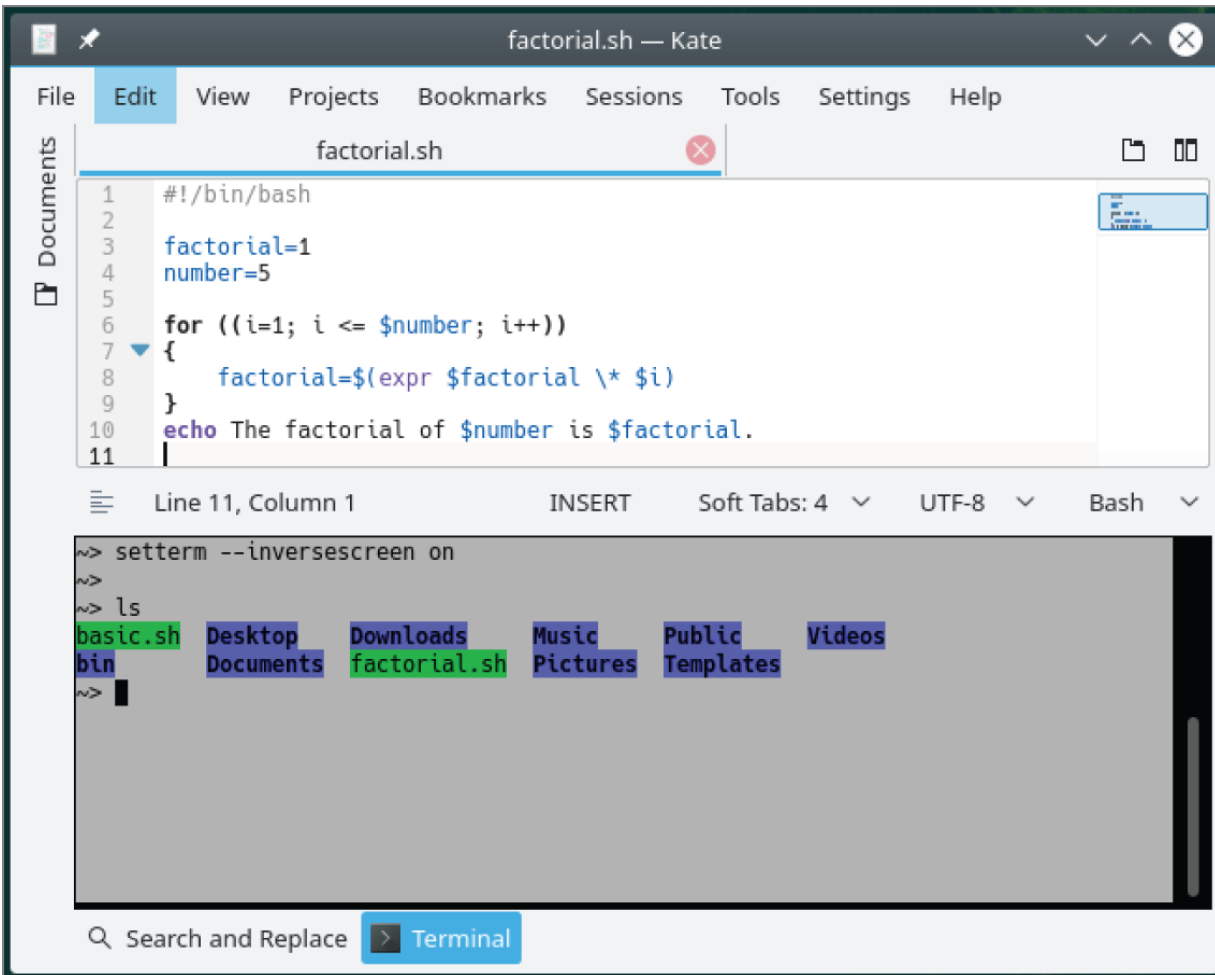 factorial.sh — Kate
File Edit View Projects Bookmarks Sessions Tools Settings Help
Documents
factorial.sh
1 #!/bin/bash
2
3 factorial=1
4 number=5
5
6 for ((i=1; i <= $number; i++))
7 {
8     factorial=$(expr $factorial \* $i)
9 }
10 echo The factorial of $number is $factorial.
11
Line 11, Column 1 INSERT Soft Tabs: 4 UTF-8 Bash
~> setterm --inversescreen on
~>
~> ls
basic.sh Desktop Downloads Music Public Videos
bin Documents factorial.sh Pictures Templates
~>
Search and Replace Terminal